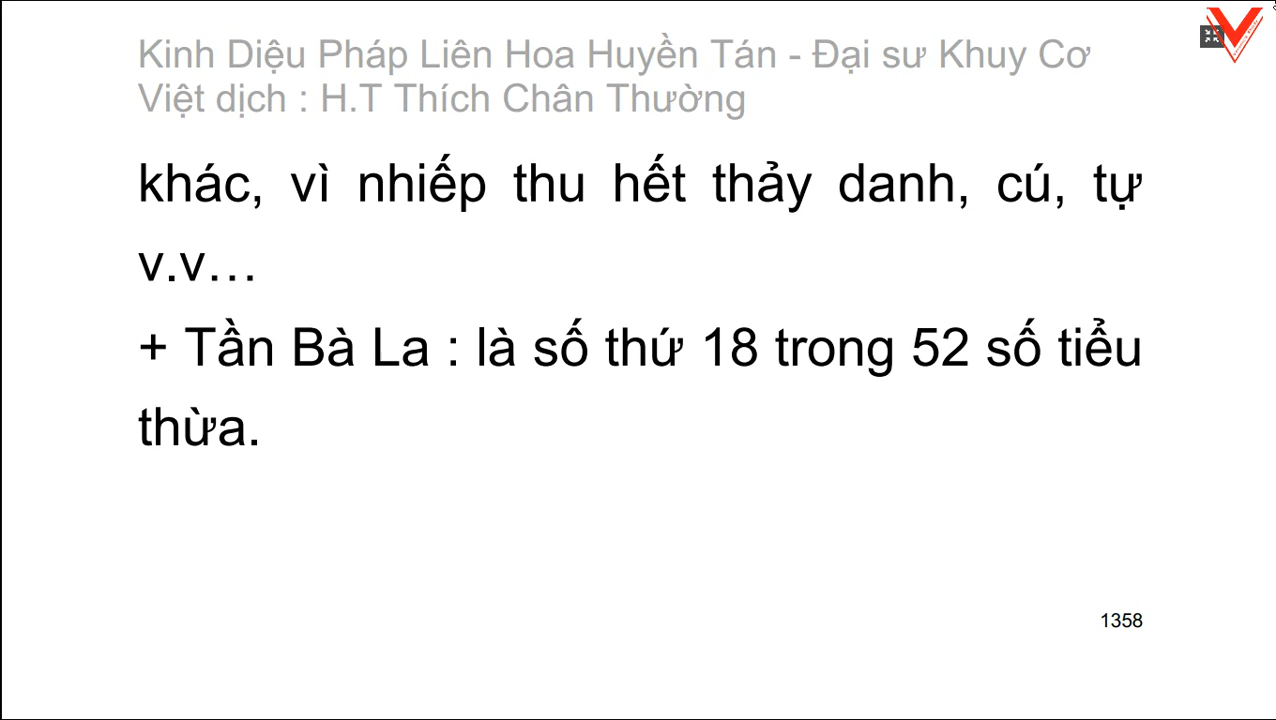 Kinh Diệu Pháp Liên Hoa Huyền Tán - Đại sư Khuy Cơ
Việt dịch : H.T Thích Chân Thường
khác, vì nhiếp thu hết thảy danh, cú, tự
v.v…
+ Tần Bà La : là số thứ 18 trong 52 số tiểu
thừa.
1358